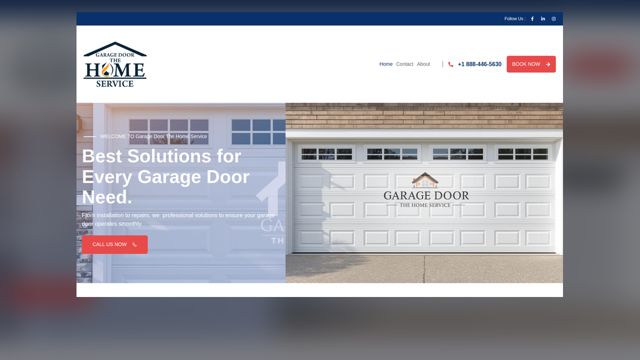 Follow Us :
GARAGE DOOR
THE
HOME
SERVICE
Home Contact About
+1 888-446-5630
BOOK NOW
WELCOME TO Garage Door The Home Service
Best Solutions for
Every Garage Door
Need.
From installation to repairs, we professional solutions to ensure your garage
door operates smoothly.
CALL US NOW
GARAGE DOOR
THE HOME SERVICE